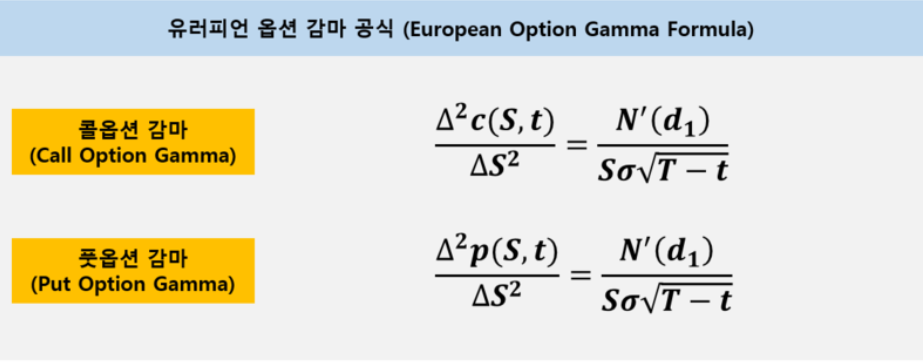 유러피언 옵션 감마 공식 (European Option Gamma Formula)
콜옵션 감마
(Call Option Gamma)
Δ²c(S, t) / ΔS² = N′(d₁) / Sσ√(T − t)
풋옵션 감마
(Put Option Gamma)
Δ²p(S, t) / ΔS² = N′(d₁) / Sσ√(T − t)